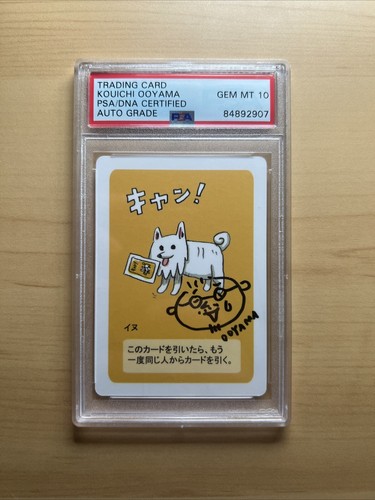 TRADING CARD
KOUICHI OOYAMA
PSA/DNA CERTIFIED
AUTO GRADE
PSA
GEM MT 10
84892907
キャン!
イヌ
OOYAMA
このカードを引いたら、もう
一度同じ人からカードを引く。